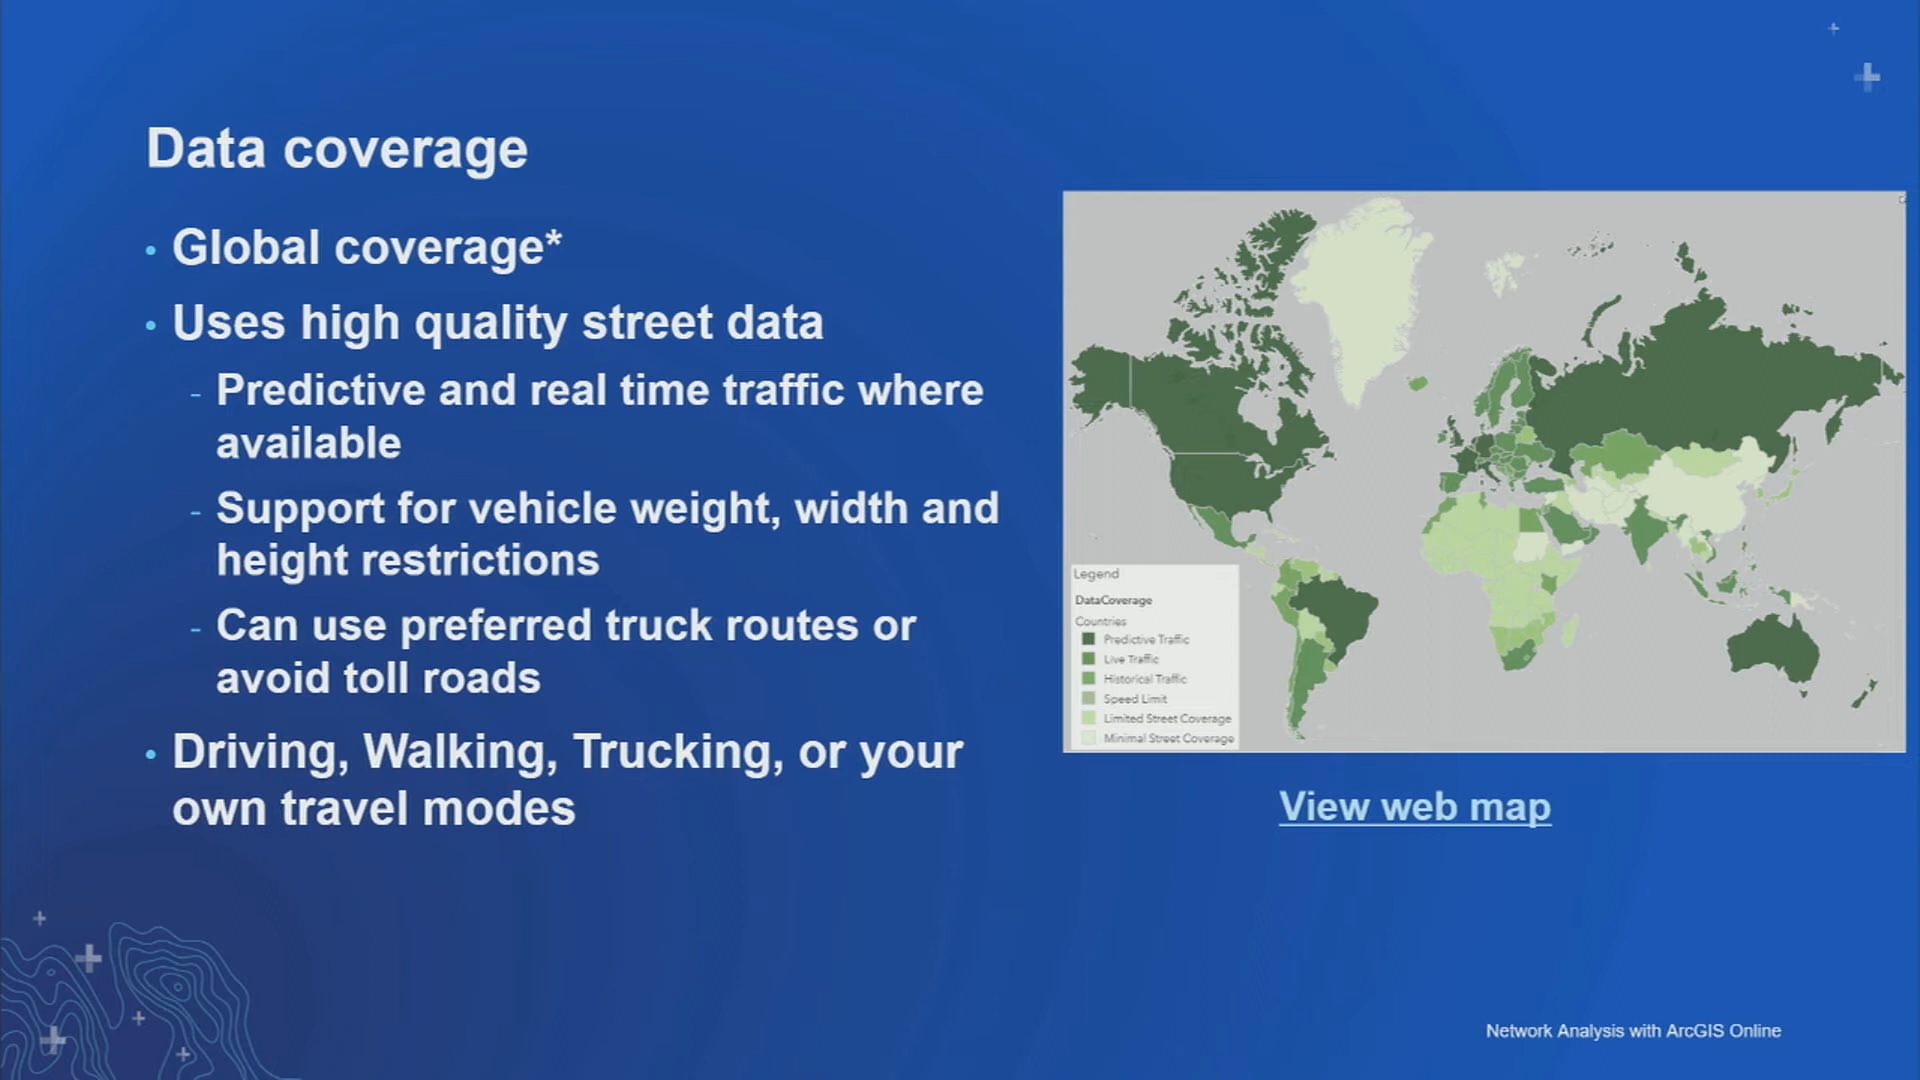 Data coverage
• Global coverage*
• Uses high quality street data
- Predictive and real time traffic where
available
- Support for vehicle weight, width and
height restrictions
- Can use preferred truck routes or
avoid toll roads
• Driving, Walking, Trucking, or your
own travel modes
Legend
DataCoverage
Countries
Predictive Traffic
Live Traffic
Historical Traffic
Speed Limit
Limited Street Coverage
Minimal Street Coverage
View web map
Network Analysis with ArcGIS Online